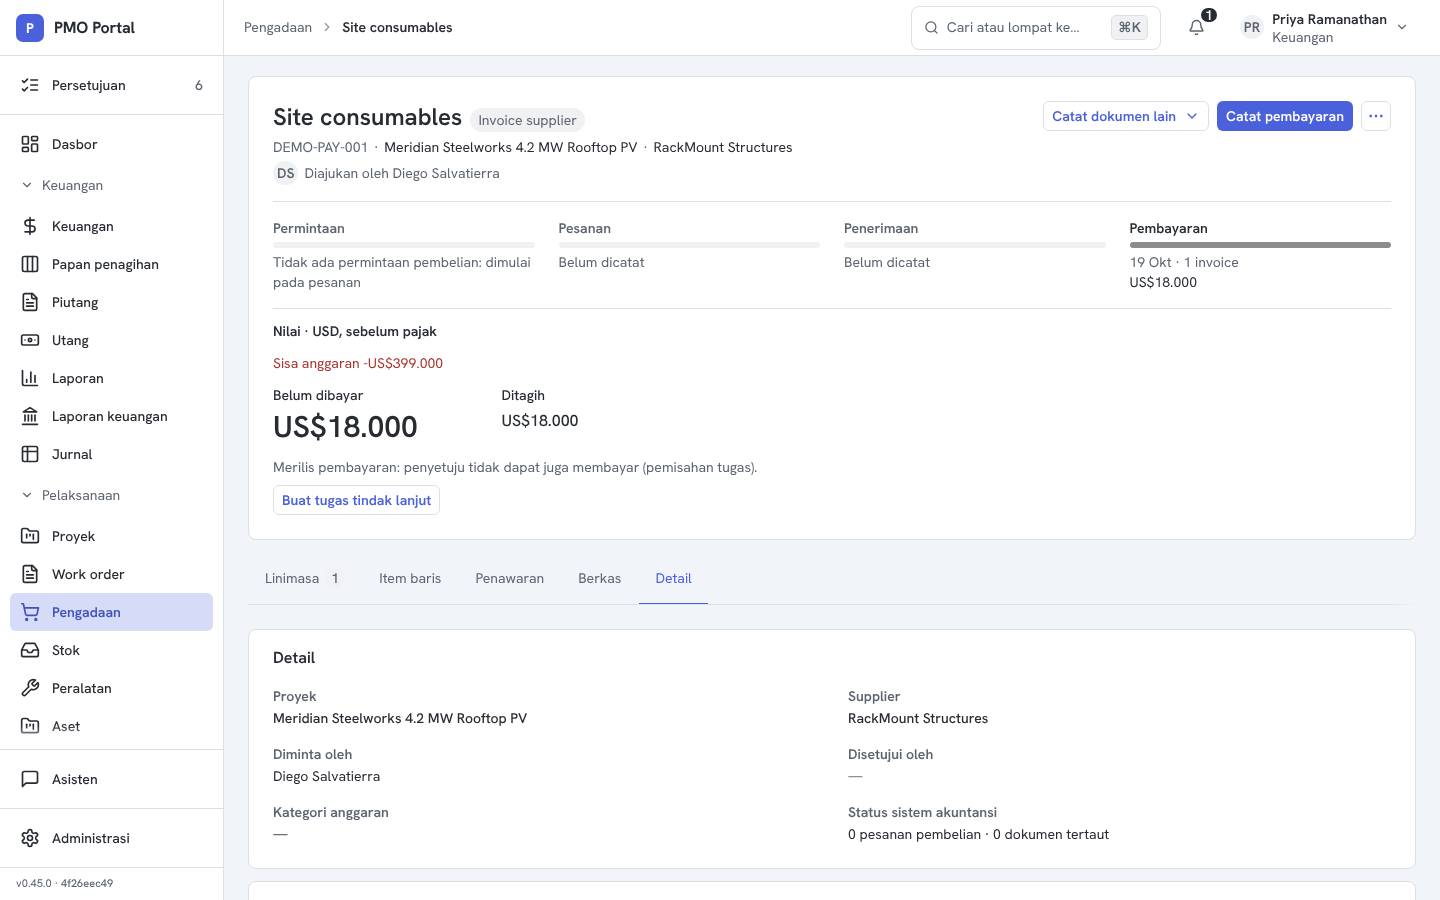 P PMO Portal
Pengadaan > Site consumables
Cari atau lompat ke... ⌘K
1
PR Priya Ramanathan
Keuangan
Persetujuan 6
Dasbor
Keuangan
Keuangan
Papan penagihan
Piutang
Utang
Laporan
Laporan keuangan
Jurnal
Pelaksanaan
Proyek
Work order
Pengadaan
Stok
Peralatan
Aset
Asisten
Administrasi
v0.45.0 · 4f26eec49
Site consumables Invoice supplier
Catat dokumen lain
Catat pembayaran
DEMO-PAY-001 · Meridian Steelworks 4.2 MW Rooftop PV · RackMount Structures
DS Diajukan oleh Diego Salvatierra
Permintaan
Tidak ada permintaan pembelian: dimulai
pada pesanan
Pesanan
Belum dicatat
Penerimaan
Belum dicatat
Pembayaran
19 Okt · 1 invoice
US$18.000
Nilai · USD, sebelum pajak
Sisa anggaran -US$399.000
Belum dibayar
US$18.000
Ditagih
US$18.000
Merilis pembayaran: penyetuju tidak dapat juga membayar (pemisahan tugas).
Buat tugas tindak lanjut
Linimasa 1
Item baris
Penawaran
Berkas
Detail
Detail
Proyek
Meridian Steelworks 4.2 MW Rooftop PV
Supplier
RackMount Structures
Diminta oleh
Diego Salvatierra
Disetujui oleh
—
Kategori anggaran
—
Status sistem akuntansi
0 pesanan pembelian · 0 dokumen tertaut